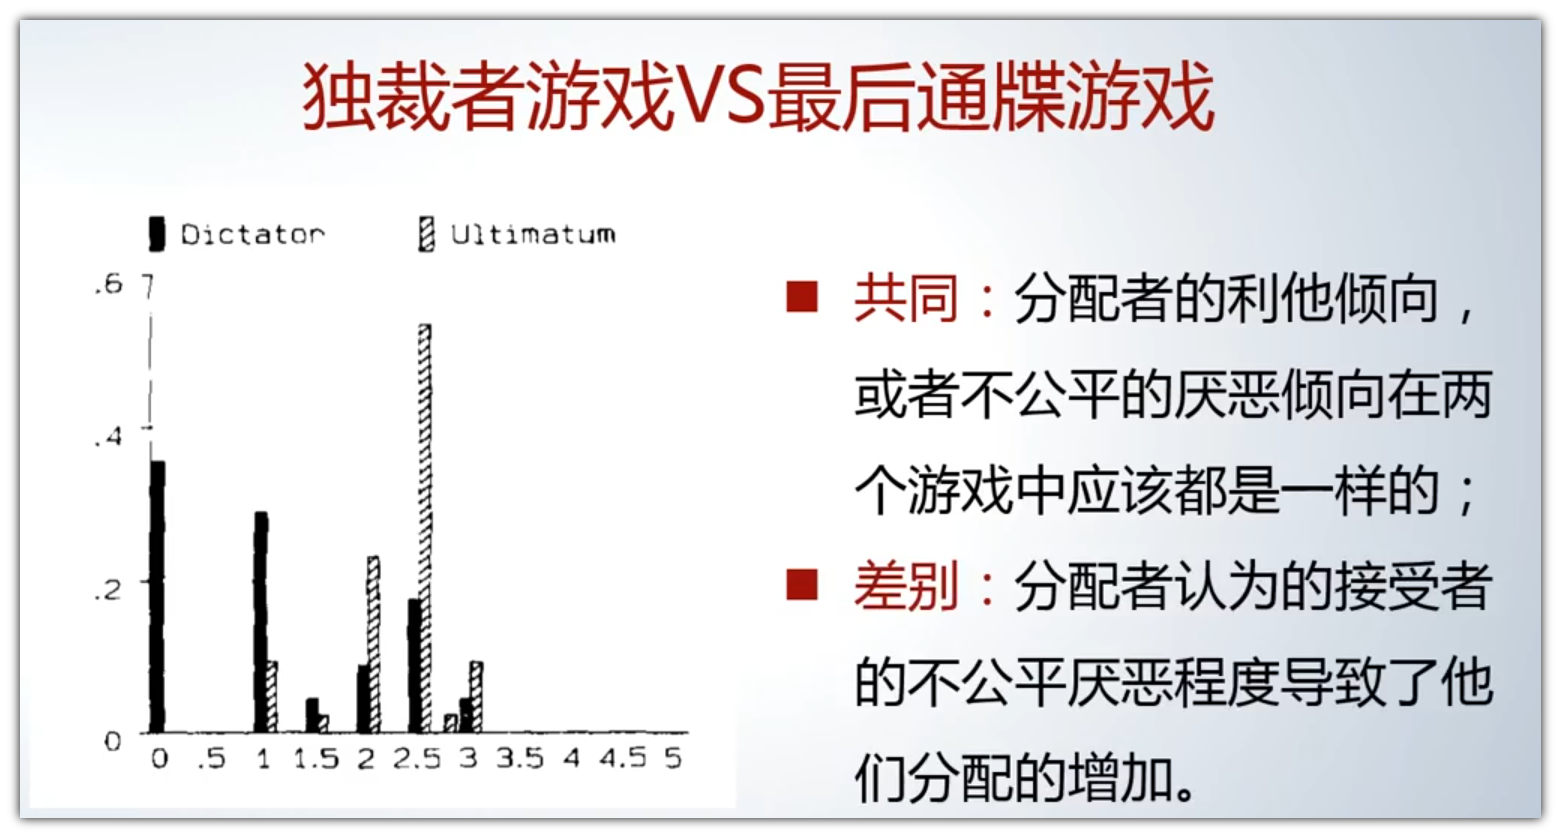 独裁者游戏VS最后通牒游戏
Dictator
Ultimatum
.6
.4
.2
0
0 .5 1 1.5 2 2.5 3 3.5 4 4.5 5
共同：分配者的利他倾向，
或者不公平的厌恶倾向在两
个游戏中应该都是一样的；
差别：分配者认为的接受者
的不公平厌恶程度导致了他
们分配的增加。